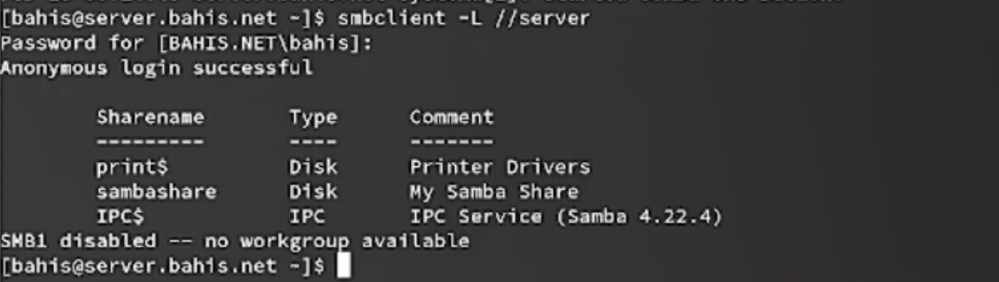 [bahis@server.bahis.net ~]$ smbclient -L //server
Password for [BAHIS.NET\bahis]:
Anonymous login successful
Sharename Type Comment
--------- ---- -------
print$ Disk Printer Drivers
sambashare Disk My Samba Share
IPC$ IPC IPC Service (Samba 4.22.4)
SMB1 disabled -- no workgroup available
[bahis@server.bahis.net ~]$